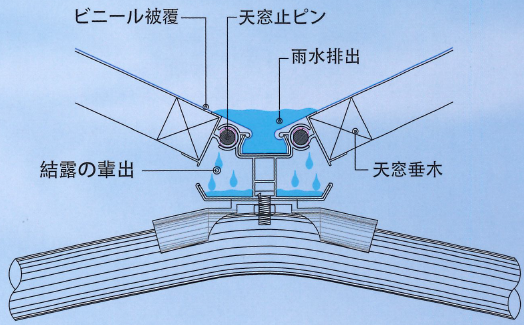 ビニール被覆
天窓止ピン
雨水排出
結露の輩出
天窓垂木